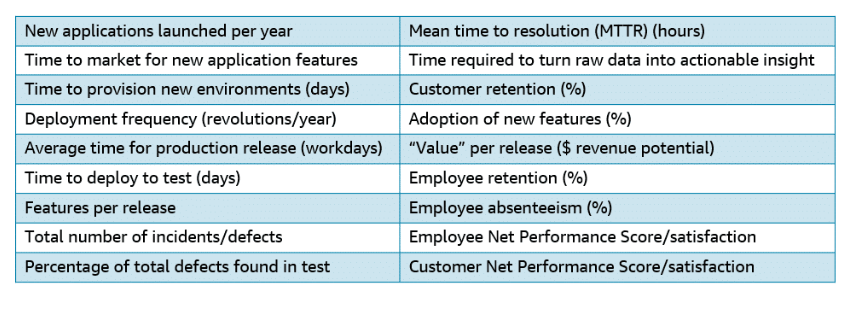 New applications launched per year
Mean time to resolution (MTTR) (hours)
Time to market for new application features
Time required to turn raw data into actionable insight
Time to provision new environments (days)
Customer retention (%)
Deployment frequency (revolutions/year)
Adoption of new features (%)
Average time for production release (workdays)
“Value” per release ($ revenue potential)
Time to deploy to test (days)
Employee retention (%)
Features per release
Employee absenteeism (%)
Total number of incidents/defects
Employee Net Performance Score/satisfaction
Percentage of total defects found in test
Customer Net Performance Score/satisfaction